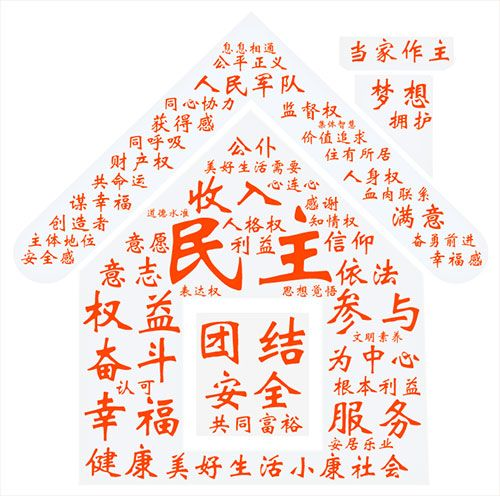 息息相通
公平正义
当家作主
人民军队
梦想
同心协力
监督权
拥护
获得感
集体智慧
价值追求
同呼吸
公仆
住有所居
财产权
美好生活需要
人身权
共命运
收入
心连心
血肉联系
谋幸福
感谢
满意
创造者
道德水准
人格权
知情权
主体地位
意愿
民主
利益
信仰
奋勇前进
安全感
幸福感
意志
依法
表达权
思想觉悟
权益
参与
团结
文明素养
奋斗
为中心
认可
安全
根本利益
幸福
共同富裕
服务
安居乐业
健康
美好生活
小康社会